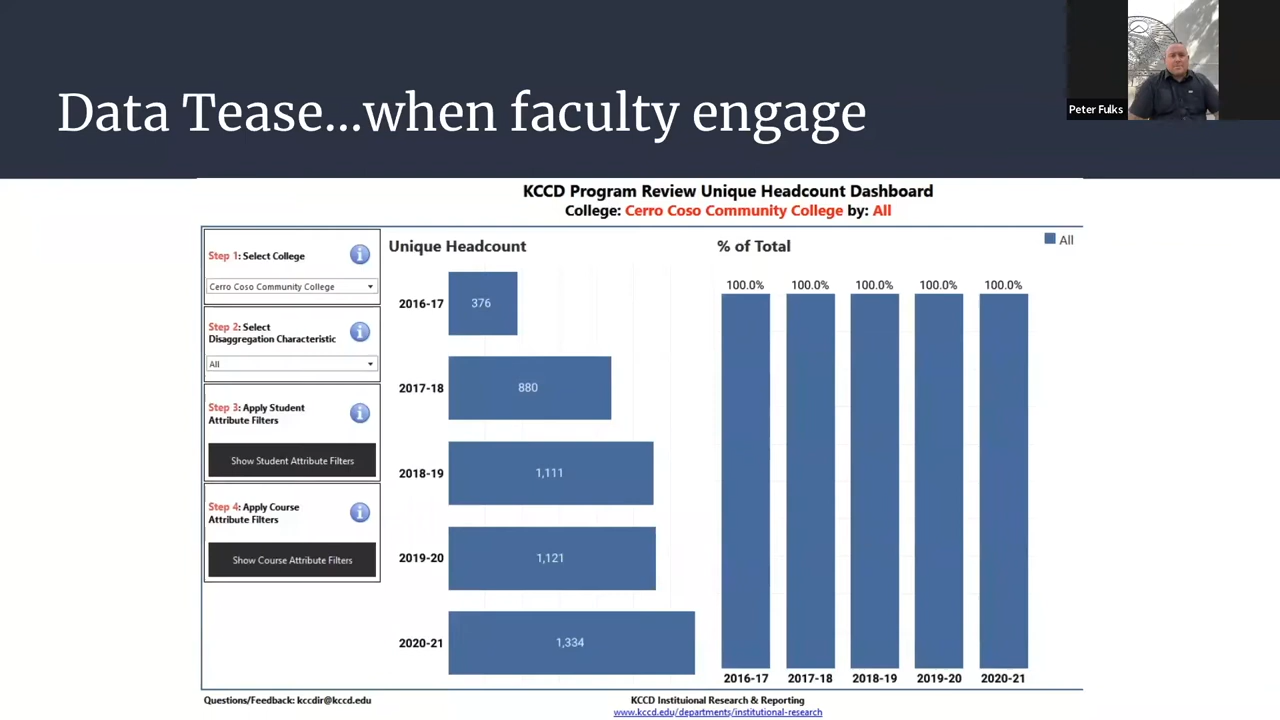 Data Tease...when faculty engage
Peter Fulks
KCCD Program Review Unique Headcount Dashboard
College: Cerro Coso Community College by: All
Step 1: Select College
Cerro Coso Community College
Step 2: Select
Disaggregation Characteristic
All
Step 3: Apply Student
Attribute Filters
Show Student Attribute Filters
Step 4: Apply Course
Attribute Filters
Show Course Attribute Filters
Unique Headcount
2016-17
376
2017-18
880
2018-19
1,111
2019-20
1,121
2020-21
1,334
% of Total
All
100.0% 100.0% 100.0% 100.0% 100.0%
2016-17 2017-18 2018-19 2019-20 2020-21
Questions/Feedback: kccdir@kccd.edu
KCCD Instituional Research & Reporting
www.kccd.edu/departments/institutional-research